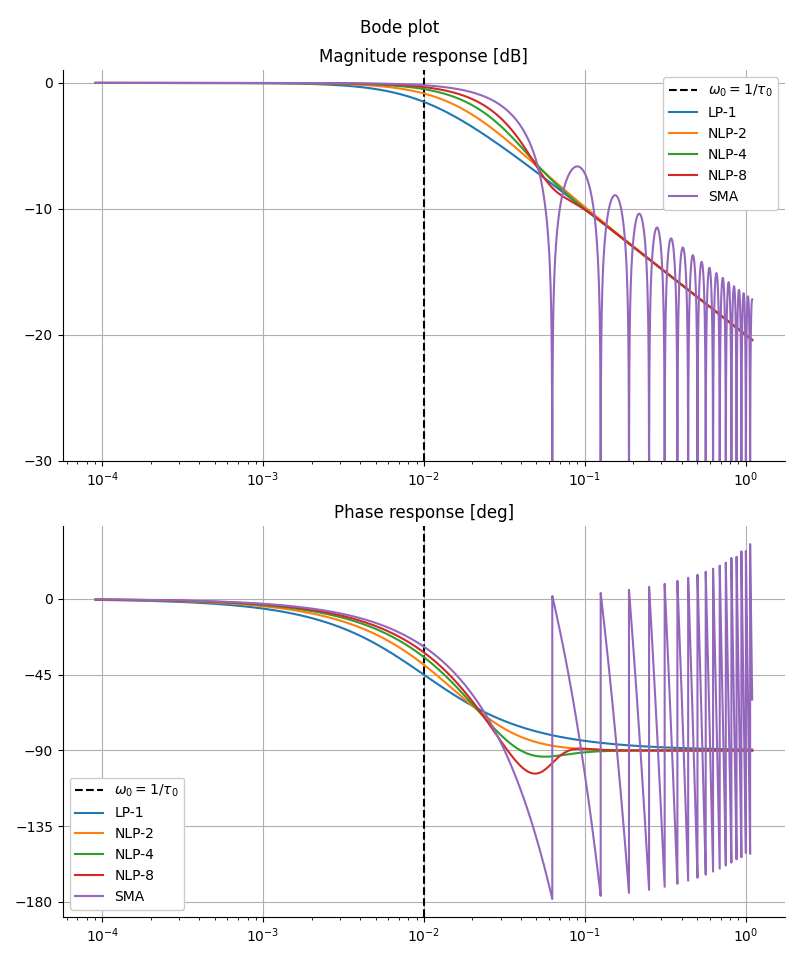 Bode plot
Magnitude response [dB]
0
−10
−20
−30
10⁻⁴ 10⁻³ 10⁻² 10⁻¹ 10⁰
ω₀ = 1/τ₀
LP-1
NLP-2
NLP-4
NLP-8
SMA
Phase response [deg]
0
−45
−90
−135
−180
10⁻⁴ 10⁻³ 10⁻² 10⁻¹ 10⁰
ω₀ = 1/τ₀
LP-1
NLP-2
NLP-4
NLP-8
SMA